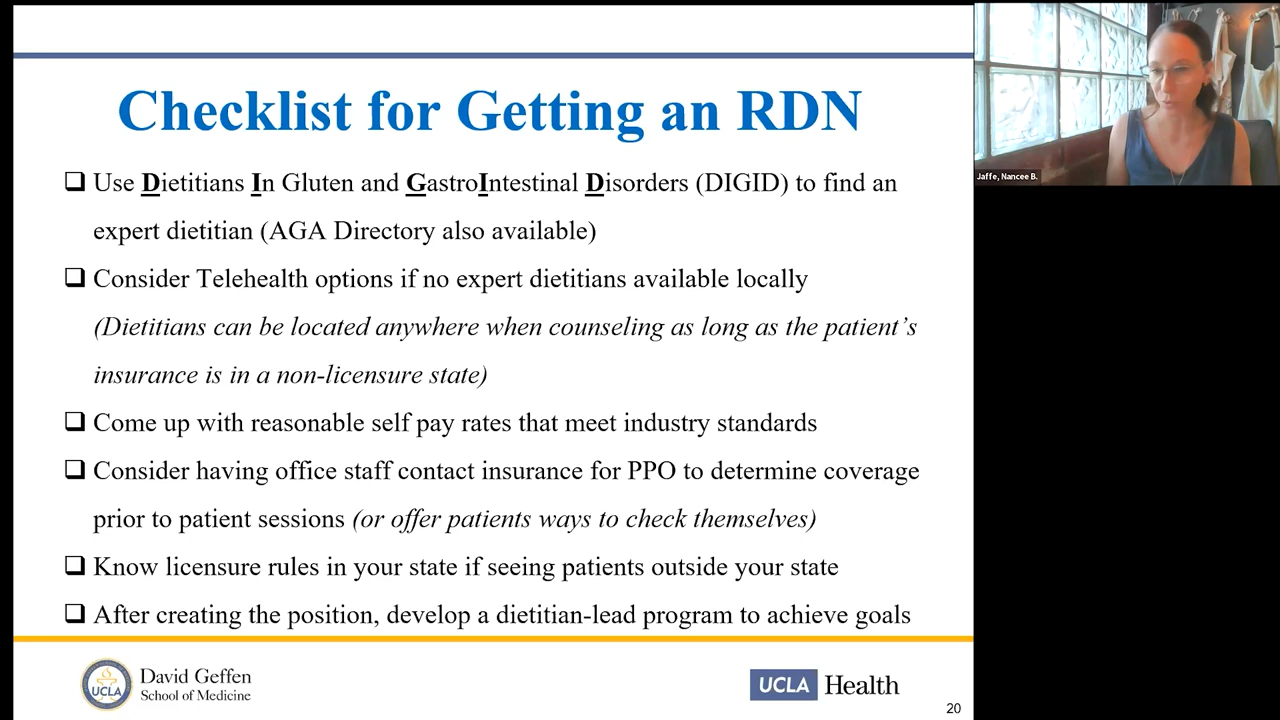 Checklist for Getting an RDN
Use Dietitians In Gluten and GastroIntestinal Disorders (DIGID) to find an
expert dietitian (AGA Directory also available)
Consider Telehealth options if no expert dietitians available locally
(Dietitians can be located anywhere when counseling as long as the patient's
insurance is in a non-licensure state)
Come up with reasonable self pay rates that meet industry standards
Consider having office staff contact insurance for PPO to determine coverage
prior to patient sessions (or offer patients ways to check themselves)
Know licensure rules in your state if seeing patients outside your state
After creating the position, develop a dietitian-lead program to achieve goals
UCLA
David Geffen
School of Medicine
UCLA Health
20
Jaffe, Nancee B.